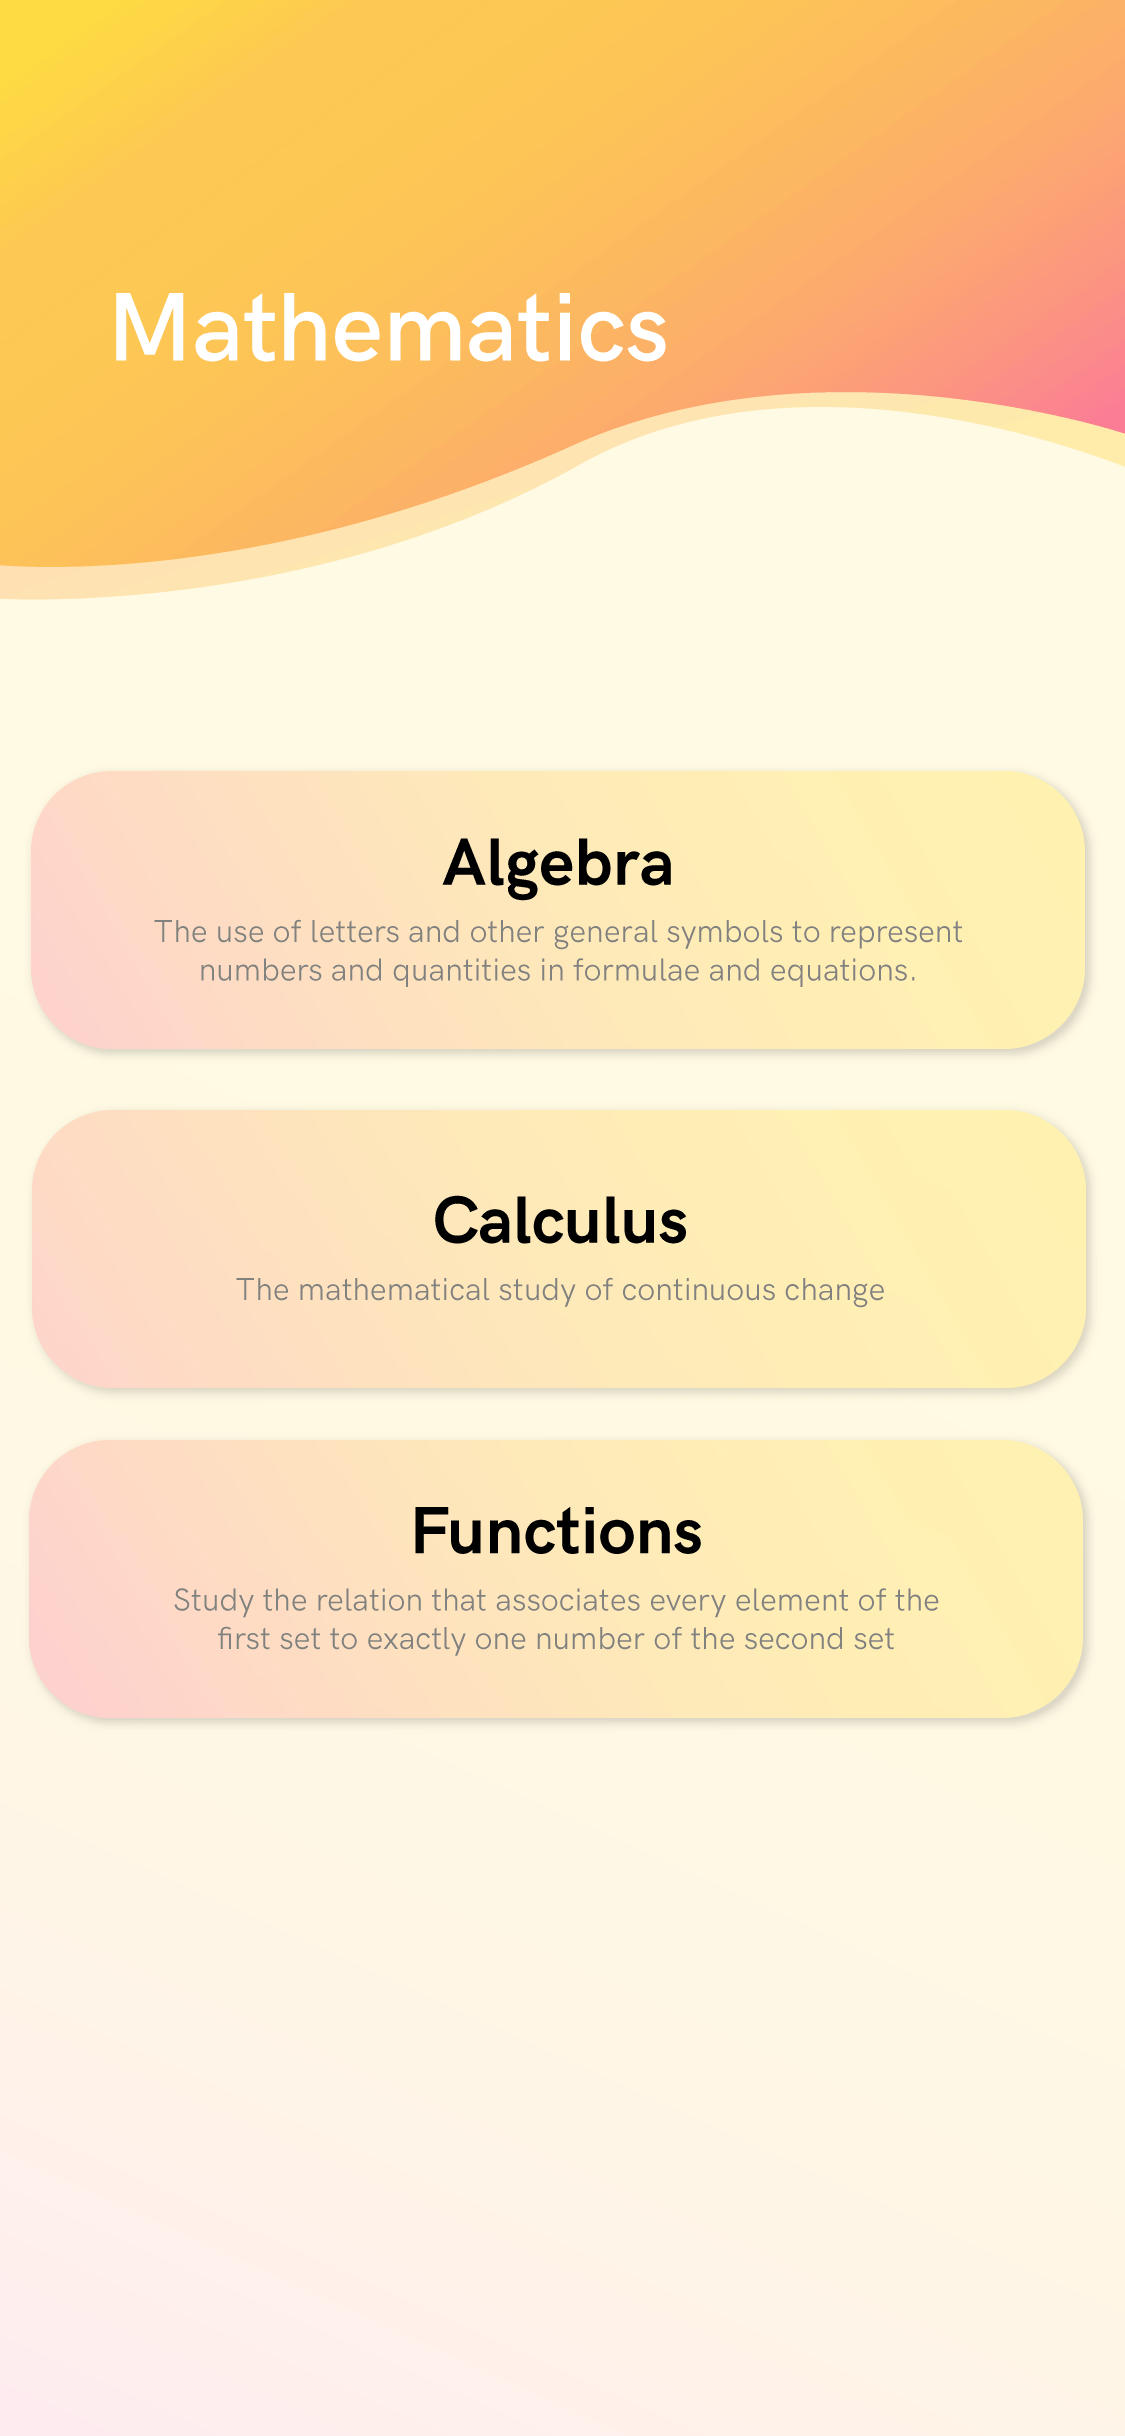 Mathematics
Algebra
The use of letters and other general symbols to represent
numbers and quantities in formulae and equations.
Calculus
The mathematical study of continuous change
Functions
Study the relation that associates every element of the
first set to exactly one number of the second set